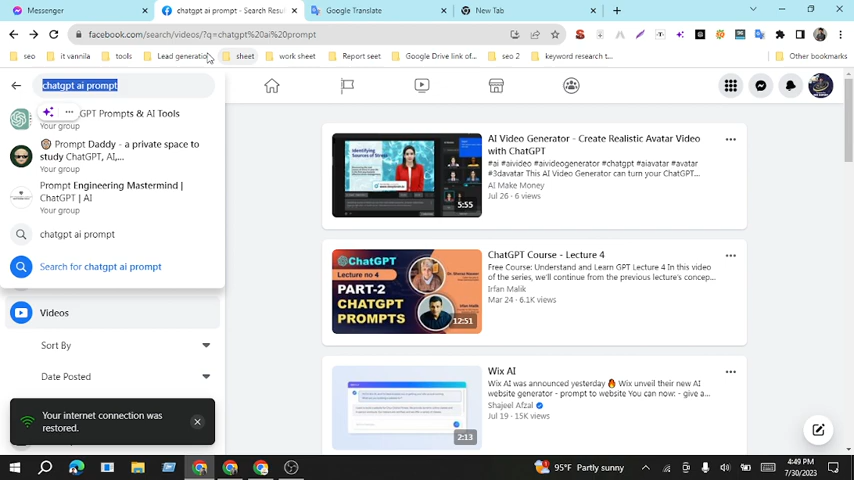 Messenger
chatgpt ai prompt - Search Resul
Google Translate
New Tab
facebook.com/search/videos/?q=chatgpt%20ai%20prompt
seo
it vannila
tools
Lead generation
sheet
work sheet
Report seet
Google Drive link of...
seo 2
keyword research t...
Other bookmarks
chatgpt ai prompt
GPT Prompts & AI Tools
Your group
Prompt Daddy - a private space to
study ChatGPT, AI,...
Your group
Prompt Engineering Mastermind |
ChatGPT | AI
Your group
chatgpt ai prompt
Search for chatgpt ai prompt
Videos
Sort By
Date Posted
Your internet connection was
restored.
Identifying
Sources of Stress
5:55
AI Video Generator - Create Realistic Avatar Video
with ChatGPT
#ai #aivideo #aivideogenerator #chatgpt #aiavatar #avatar
#3davatar This AI Video Generator can turn your ChatGPT...
AI Make Money
Jul 26 · 6 views
ChatGPT
Lecture no 4
PART-2
CHATGPT
PROMPTS
12:51
ChatGPT Course - Lecture 4
Free Course: Understand and Learn GPT Lecture 4 In this video
of the series, we'll continue from the previous lecture's concep...
Irfan Malik
Mar 24 · 6.1K views
2:13
Wix AI
Wix AI was announced yesterday 🔥 Wix unveil their new AI
website generator - prompt to website You can now: - give a...
Shajeel Afzal
Jul 19 · 15K views
95°F Partly sunny
4:49 PM
7/30/2023